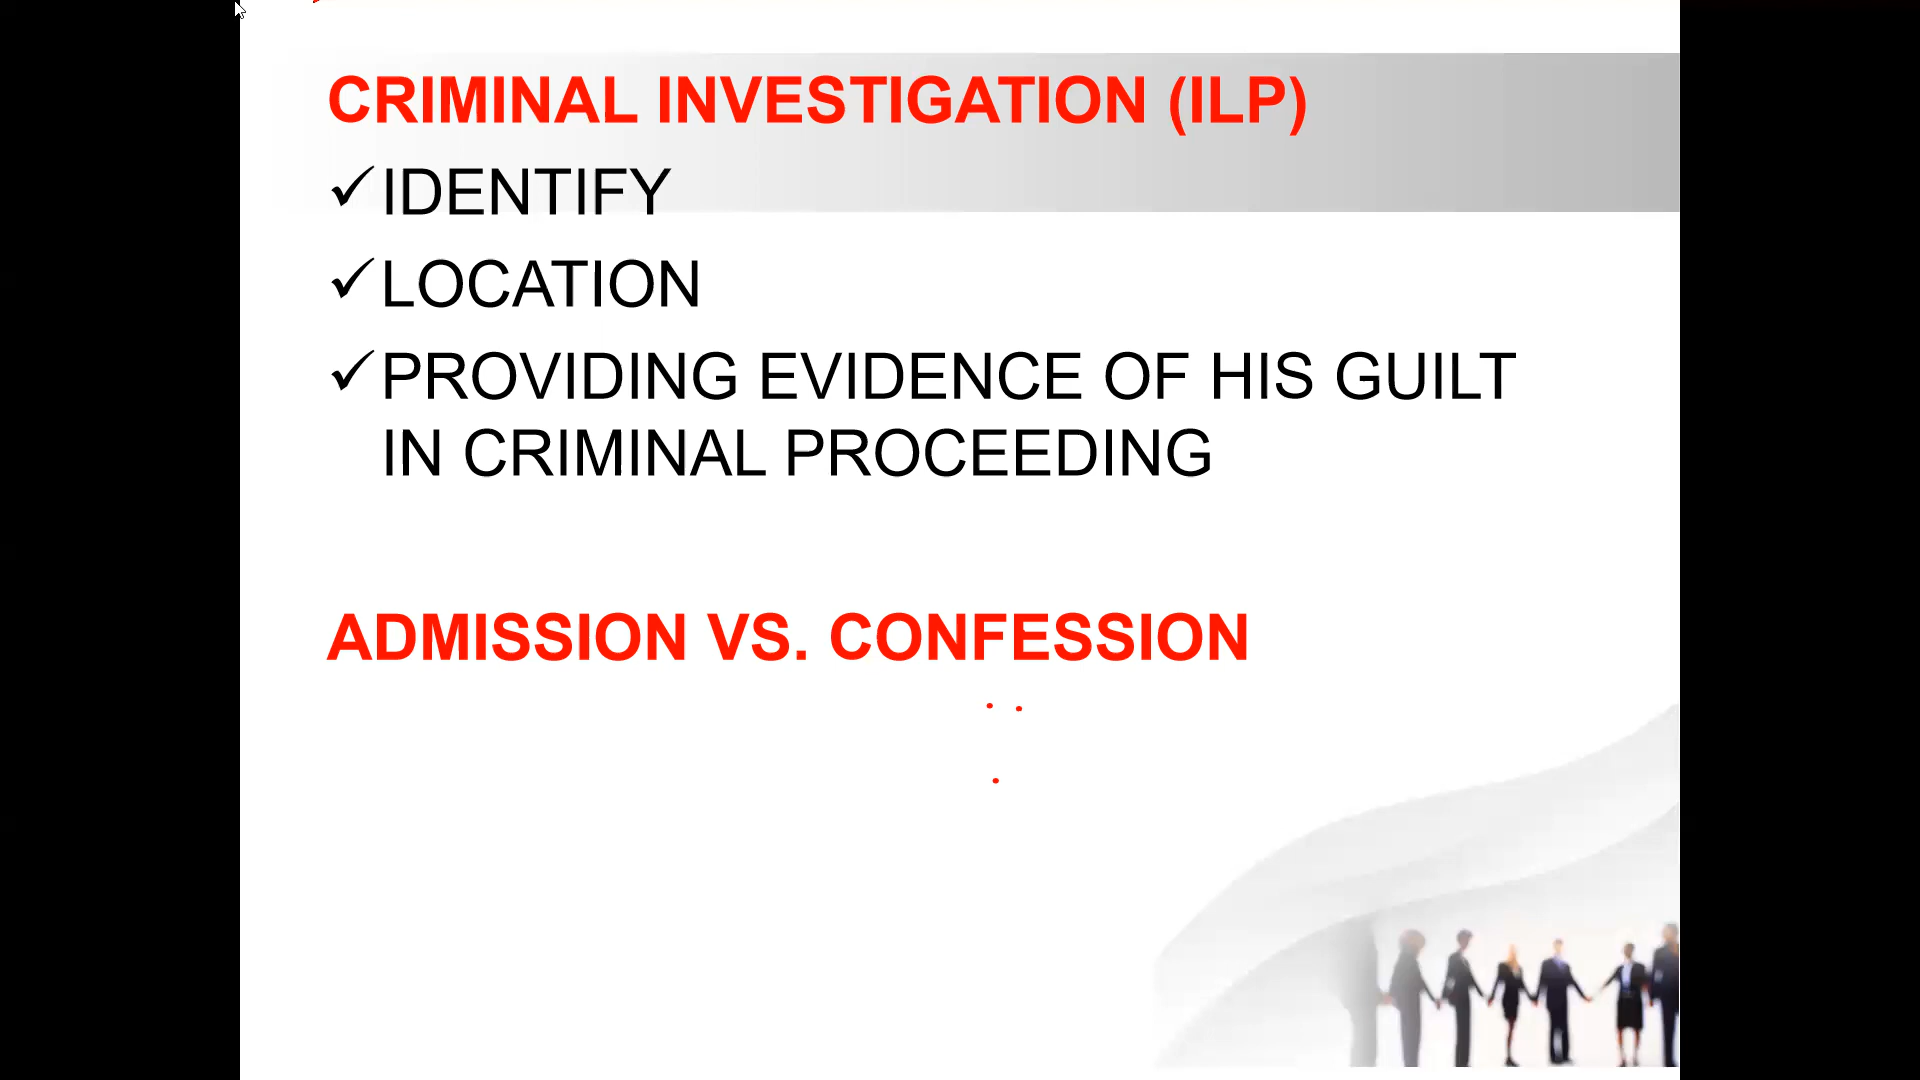 CRIMINAL INVESTIGATION (ILP)
✓IDENTIFY
✓LOCATION
✓PROVIDING EVIDENCE OF HIS GUILT
IN CRIMINAL PROCEEDING
ADMISSION VS. CONFESSION